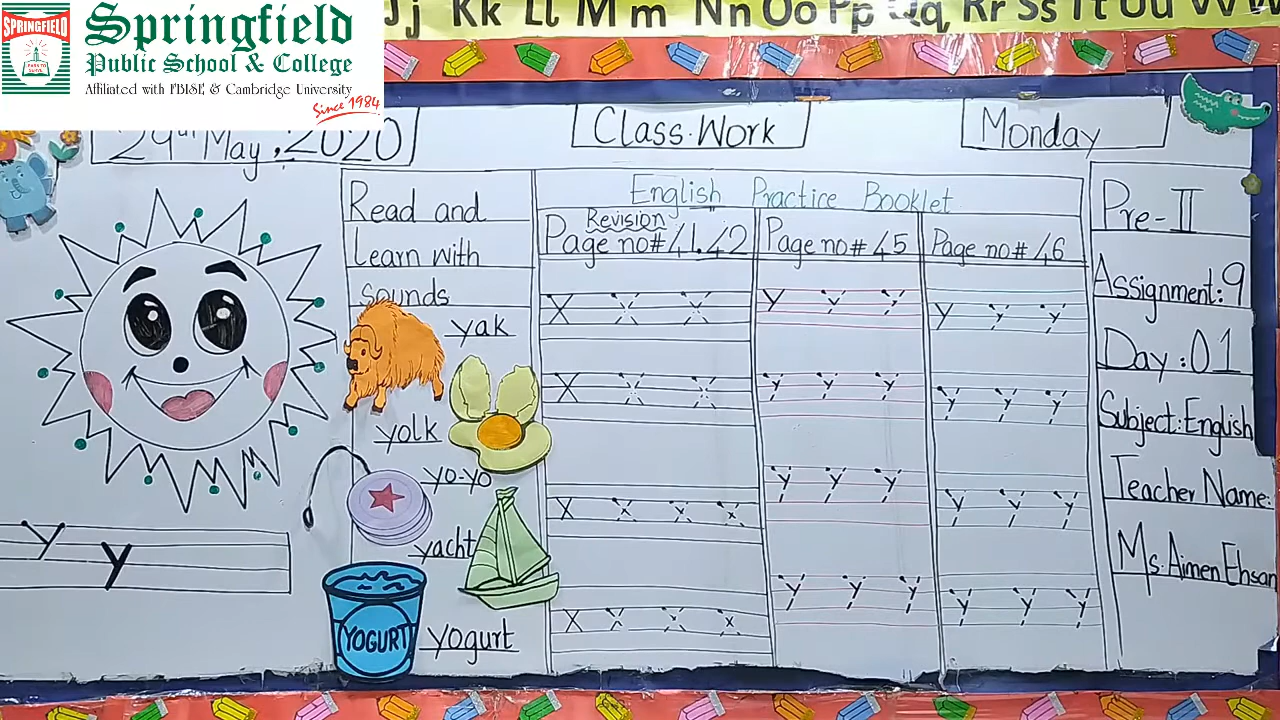 Jj Kk Ll Mm Nn Oo Pp Qq Rr Ss Tt Uu Vv W
SPRINGFIELD
Springfield
Public School & College
Affiliated with FBISE & Cambridge University
Since 1984
29th May, 2020
Class Work
Monday
Read and
Learn with
sounds
yak
yolk
yo-yo
yacht
YOGURT
yogurt
y y
English Practice Booklet
Revision
Page no# 41.42
Page no# 45
Page no# 46
x x x
x x x
x x x x
x x x x
y y y
y y y
y y y
y y y
y y y
y y y
y y y
y y y
Pre-II
Assignment:9
Day:01
Subject:English
Teacher Name:
Ms.Aimen Ehsan